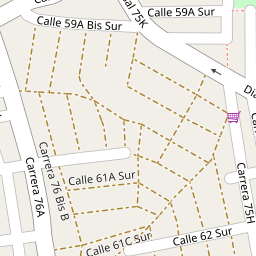 Calle 59A Sur
Calle 59A Bis Sur
al 75K
Dia
Carrera 76A
Carrera 76 Bis B
Calle 61A Sur
Carrera 75H
Calle 62 Sur
Calle 61C Sur